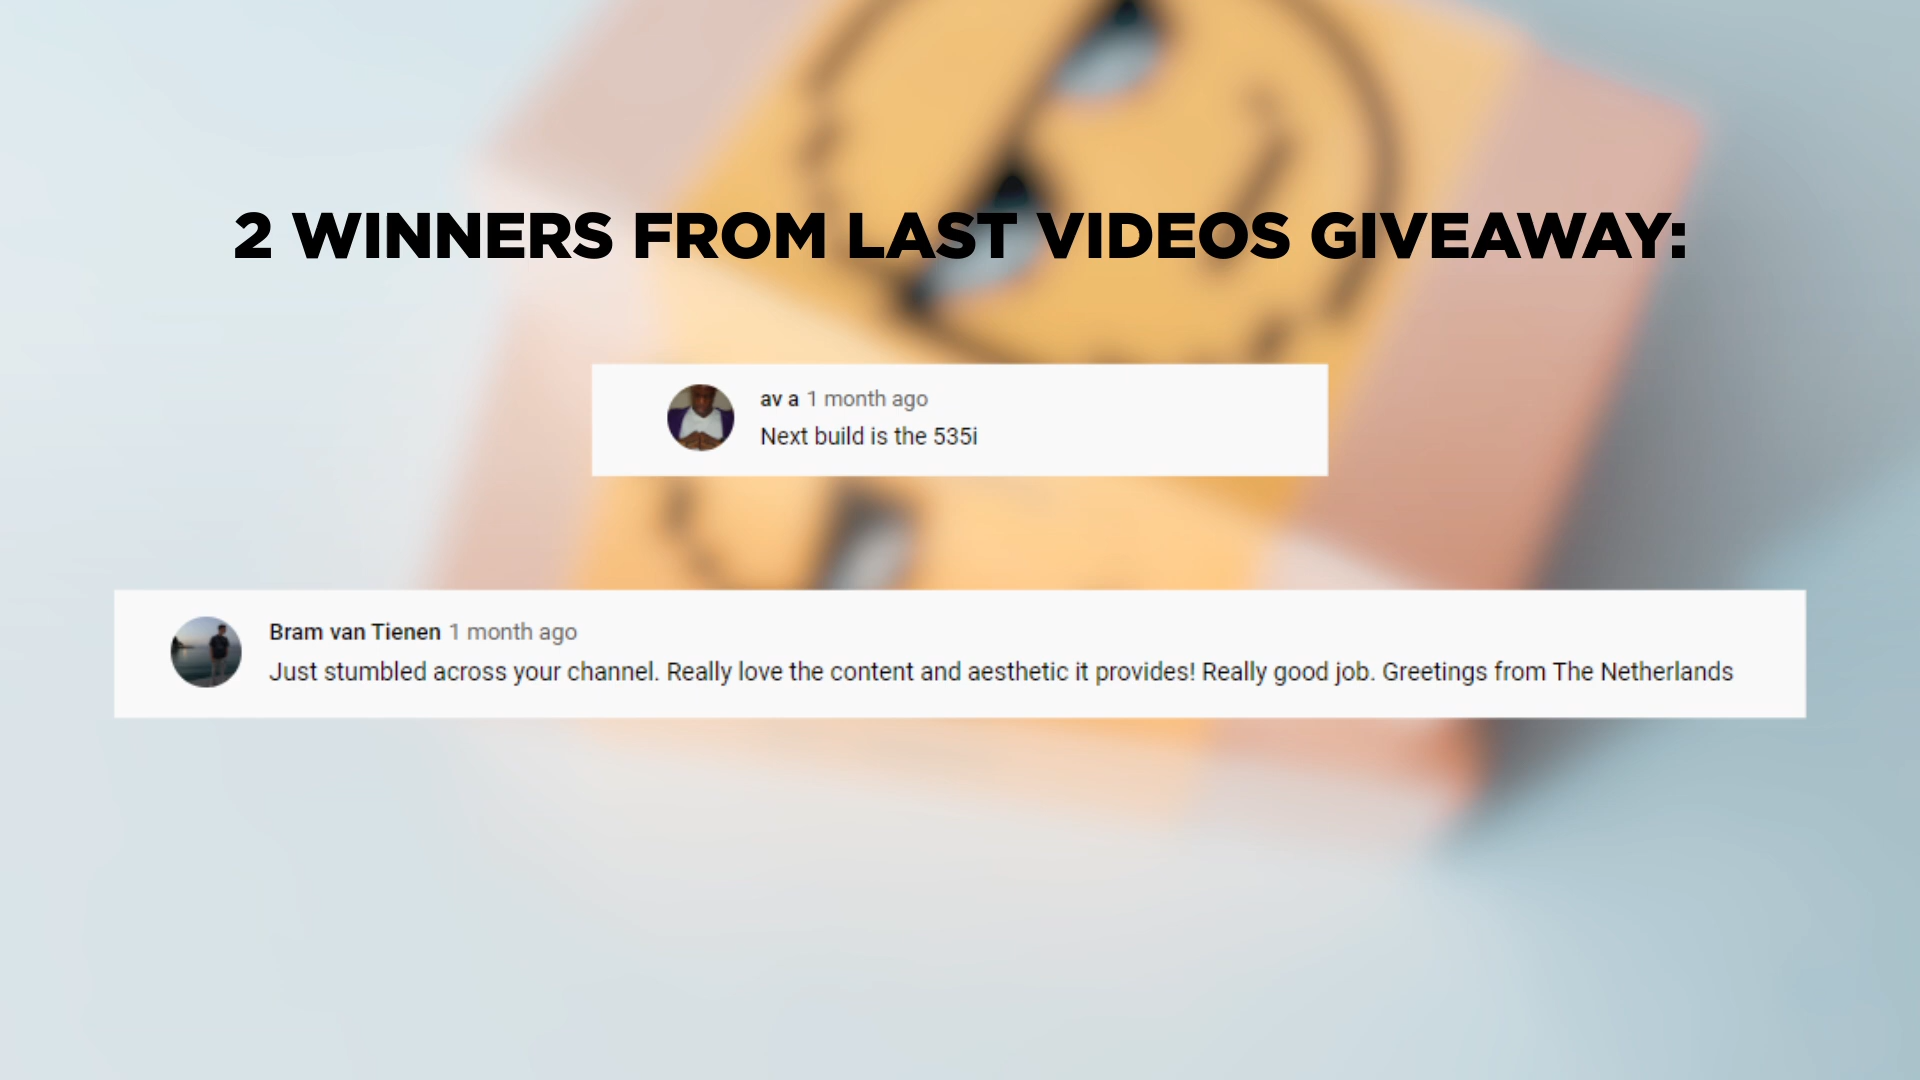 2 WINNERS FROM LAST VIDEOS GIVEAWAY:
av a 1 month ago
Next build is the 535i
Bram van Tienen 1 month ago
Just stumbled across your channel. Really love the content and aesthetic it provides! Really good job. Greetings from The Netherlands